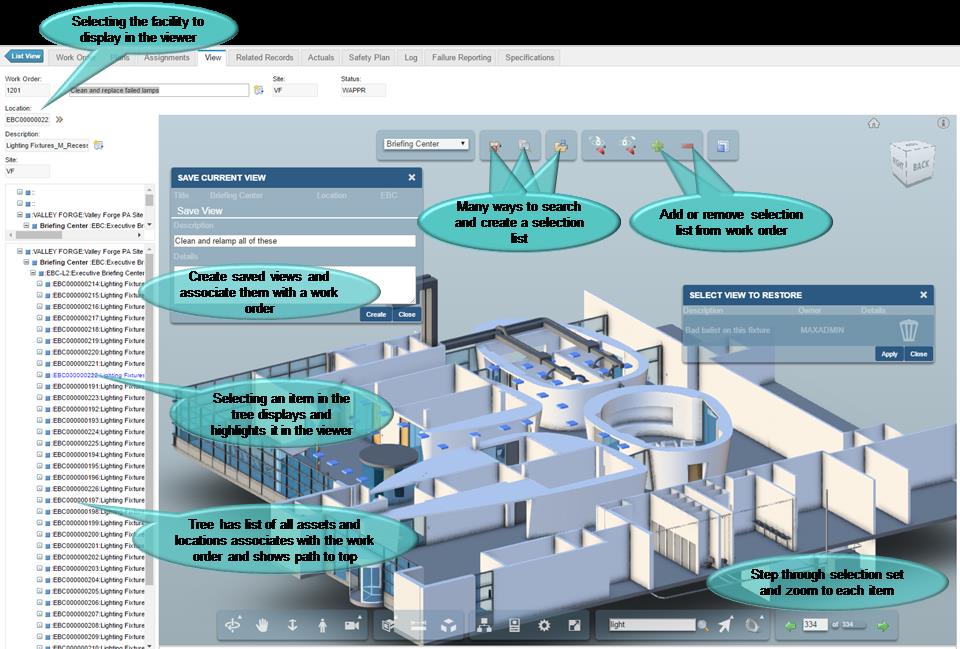 Selecting the facility to
display in the viewer
List View
Plans
Assignments
View
Related Records
Actuals
Safety Plan
Log
Failure Reporting
Specifications
Work Order:
Site:
Status:
1201
Clean and replace failed lamps
VF
WAPPR
Location:
EBC00000022
Description:
Lighting Fixtures_M_Recess
Site:
VF
Briefing Center
BACK
SAVE CURRENT VIEW
Title Briefing Center Location EBC
Save View
Description
Clean and relamp all of these
Details
Create Close
Many ways to search
and create a selection
list
Add or remove selection
list from work order
Create saved views and
associate them with a work
order
SELECT VIEW TO RESTORE
Description Owner Details
Bad balist on this fixture MAXADMIN
Apply Close
:VALLEY FORGE:Valley Forge PA Site
Briefing Center :EBC:Executive Br
:VALLEY FORGE:Valley Forge PA Site
Briefing Center :EBC:Executive Br
:EBC-L2:Executive Briefing Center
:EBC000000214:Lighting Fixture
:EBC000000215:Lighting Fixture
:EBC000000216:Lighting Fixture
:EBC000000217:Lighting Fixture
:EBC000000218:Lighting Fixture
:EBC000000219:Lighting Fixture
:EBC000000220:Lighting Fixture
:EBC000000221:Lighting Fixture
:EBC000000222:Lighting Fixture
:EBC000000191:Lighting Fixture
:EBC000000223:Lighting Fixture
:EBC000000192:Lighting Fixture
:EBC000000193:Lighting Fixture
:EBC000000224:Lighting Fixture
:EBC000000225:Lighting Fixture
:EBC000000194:Lighting Fixture
:EBC000000195:Lighting Fixture
:EBC000000196:Lighting Fixture
:EBC000000226:Lighting Fixture
:EBC000000197:Lighting Fixture
:EBC000000198:Lighting Fixture
:EBC000000199:Lighting Fixture
:EBC000000200:Lighting Fixture
:EBC000000201:Lighting Fixture
:EBC000000202:Lighting Fixture
:EBC000000203:Lighting Fixture
:EBC000000204:Lighting Fixture
:EBC000000205:Lighting Fixture
:EBC000000206:Lighting Fixture
:EBC000000207:Lighting Fixture
:EBC000000208:Lighting Fixture
:EBC000000209:Lighting Fixture
:EBC000000210:Lighting Fixture
Selecting an item in the
tree displays and
highlights it in the viewer
Tree has list of all assets and
locations associates with the work
order and shows path to top
Step through selection set
and zoom to each item
light
334 of 334